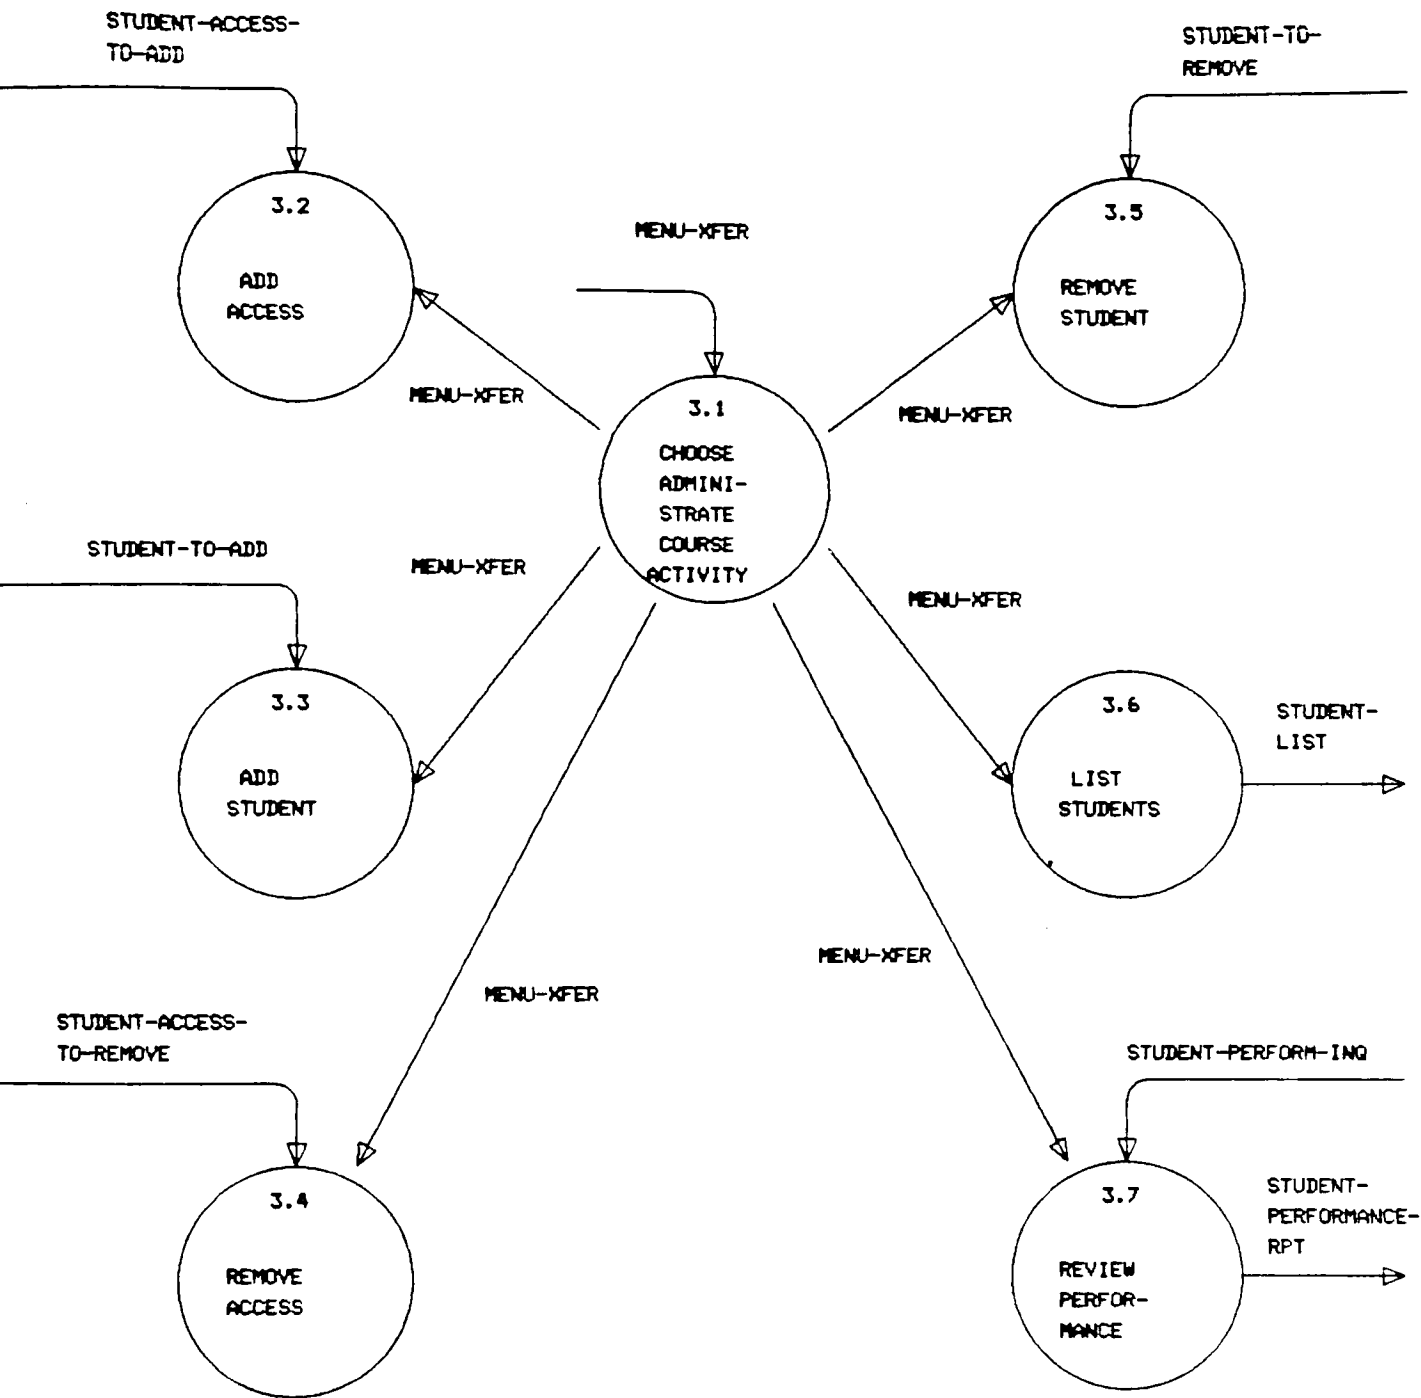 STUDENT-ACCESS-
TO-ADD
STUDENT-TO-
REMOVE
3.2
ADD
ACCESS
MENU-XFER
3.5
REMOVE
STUDENT
MENU-XFER
MENU-XFER
3.1
CHOOSE
ADMINI-
STRATE
COURSE
ACTIVITY
STUDENT-TO-ADD
MENU-XFER
MENU-XFER
3.3
ADD
STUDENT
3.6
LIST
STUDENTS
STUDENT-
LIST
MENU-XFER
MENU-XFER
STUDENT-ACCESS-
TO-REMOVE
STUDENT-PERFORM-INQ
3.4
REMOVE
ACCESS
3.7
REVIEW
PERFOR-
MANCE
STUDENT-
PERFORMANCE-
RPT